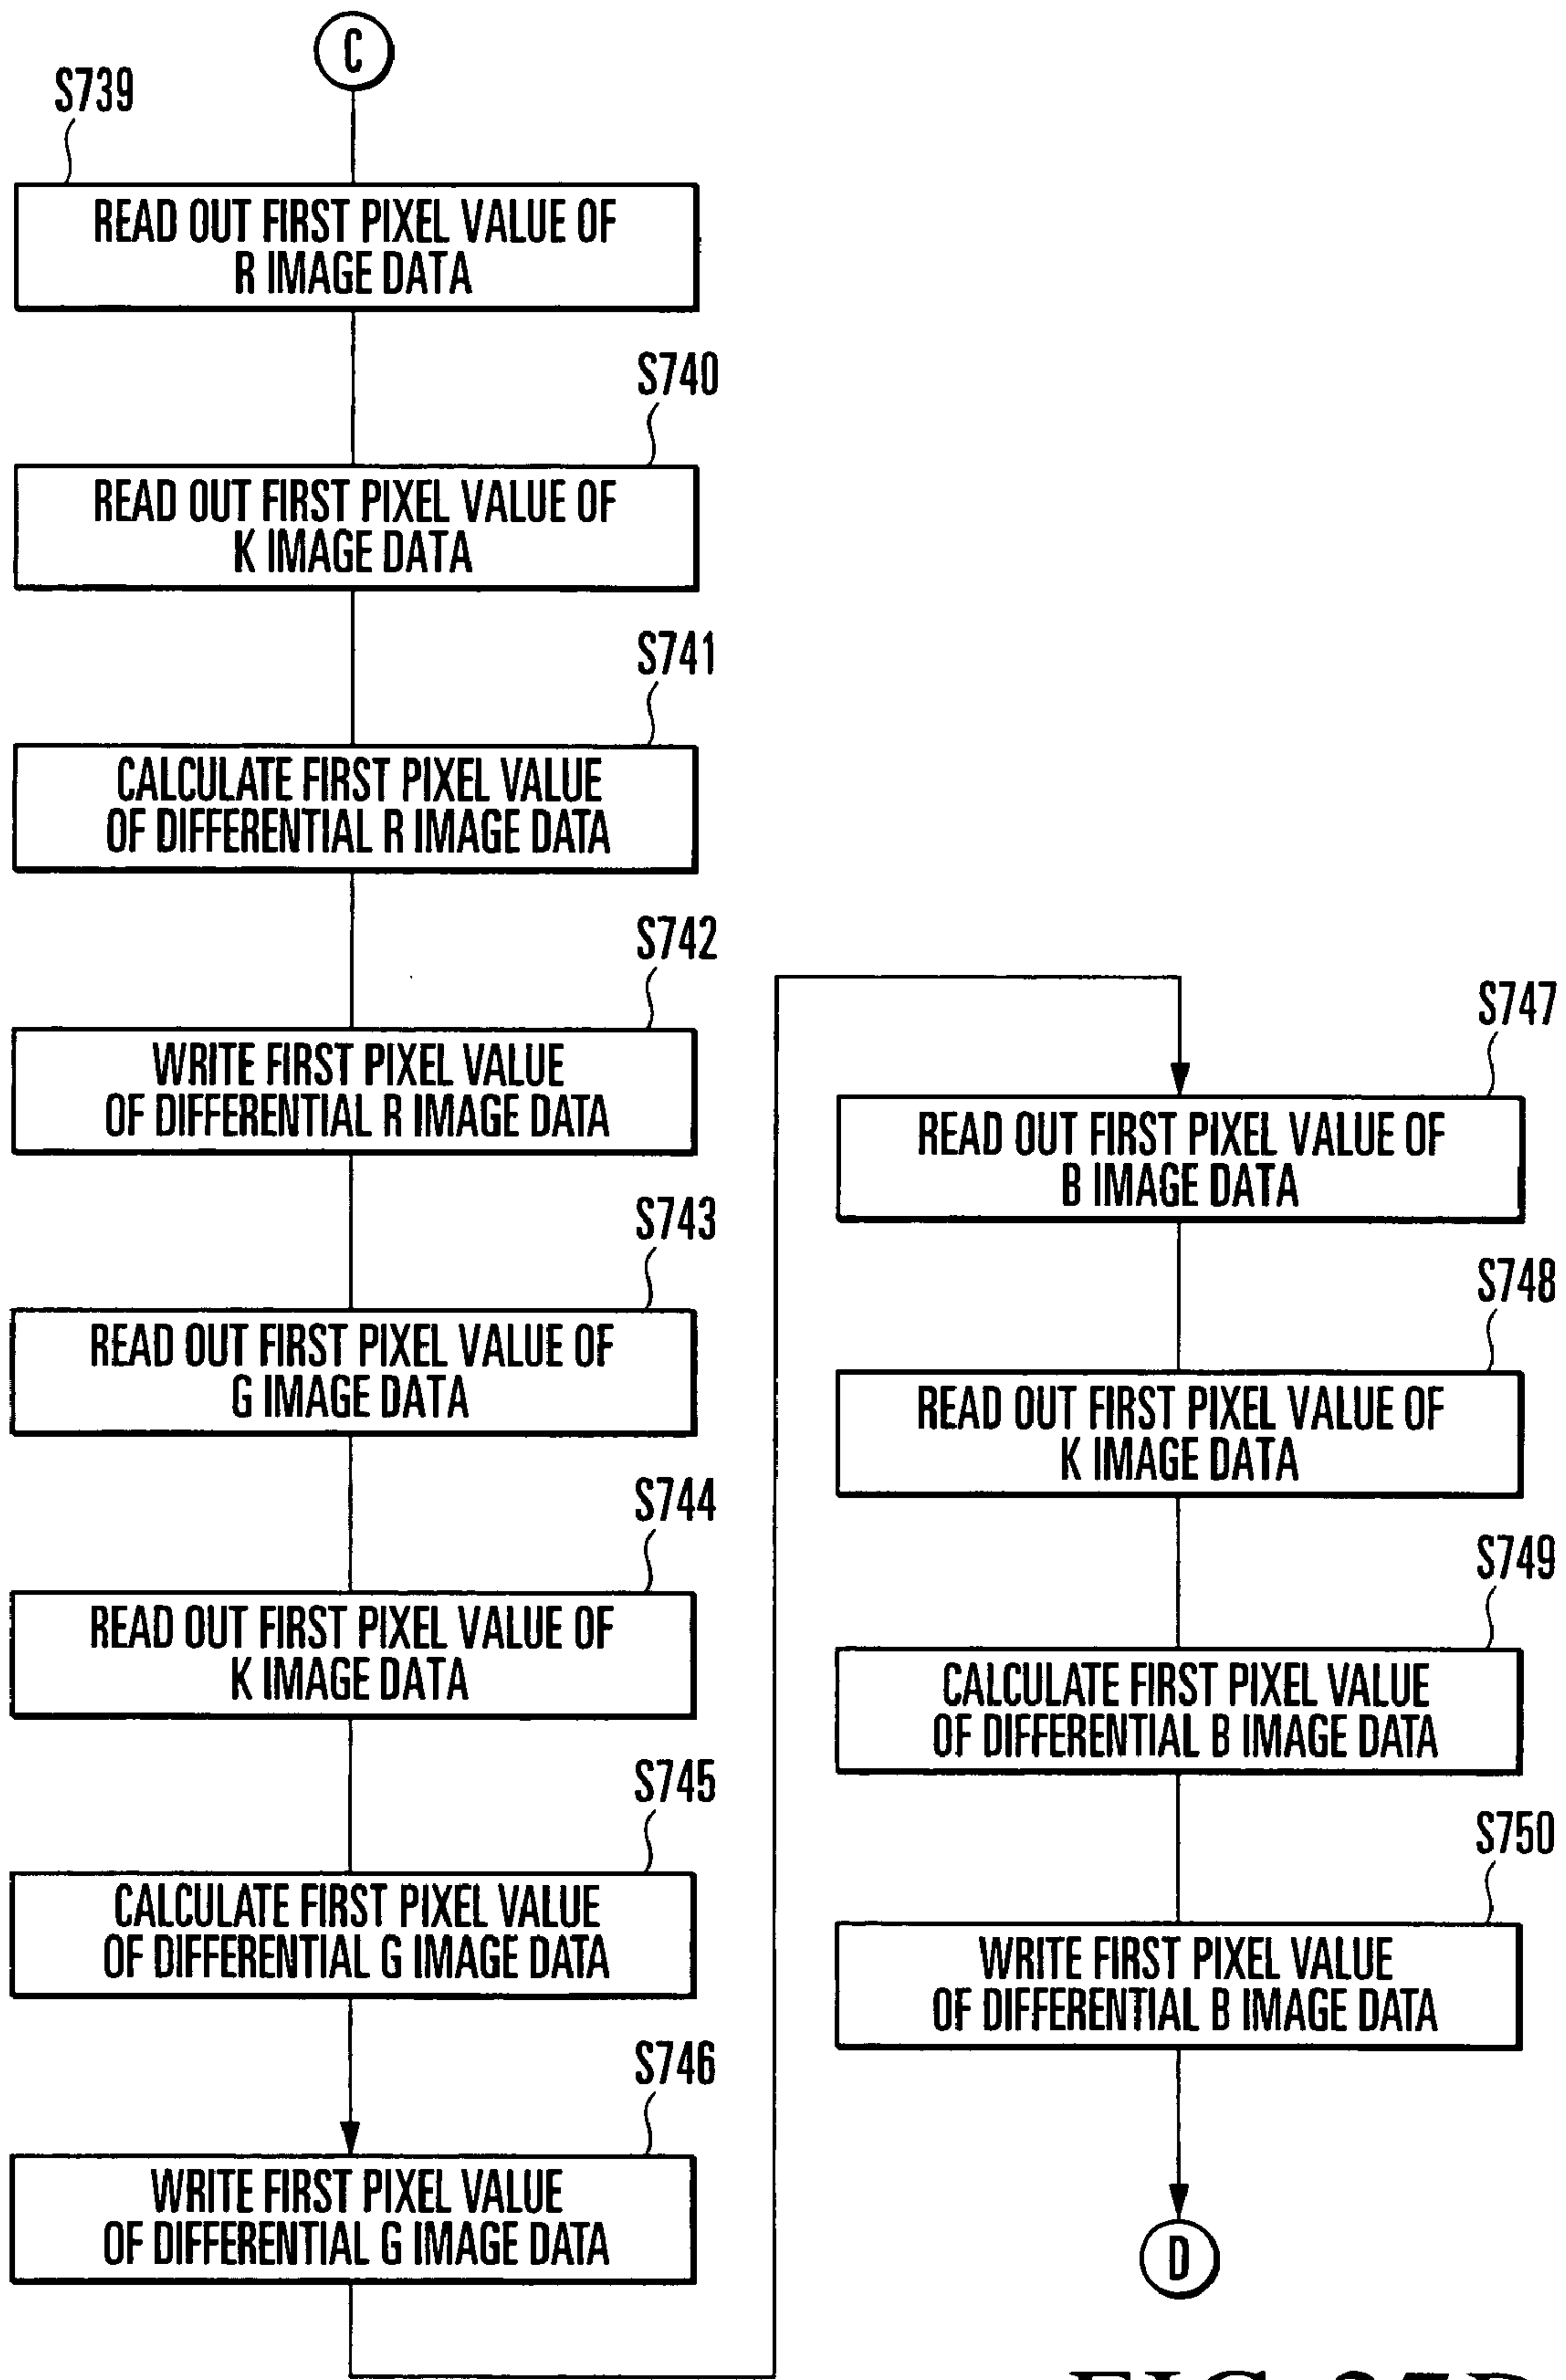 C
S739
READ OUT FIRST PIXEL VALUE OF
R IMAGE DATA
S740
READ OUT FIRST PIXEL VALUE OF
K IMAGE DATA
S741
CALCULATE FIRST PIXEL VALUE
OF DIFFERENTIAL R IMAGE DATA
S742
WRITE FIRST PIXEL VALUE
OF DIFFERENTIAL R IMAGE DATA
S743
READ OUT FIRST PIXEL VALUE OF
G IMAGE DATA
S744
READ OUT FIRST PIXEL VALUE OF
K IMAGE DATA
S745
CALCULATE FIRST PIXEL VALUE
OF DIFFERENTIAL G IMAGE DATA
S746
WRITE FIRST PIXEL VALUE
OF DIFFERENTIAL G IMAGE DATA
S747
READ OUT FIRST PIXEL VALUE OF
B IMAGE DATA
S748
READ OUT FIRST PIXEL VALUE OF
K IMAGE DATA
S749
CALCULATE FIRST PIXEL VALUE
OF DIFFERENTIAL B IMAGE DATA
S750
WRITE FIRST PIXEL VALUE
OF DIFFERENTIAL B IMAGE DATA
D